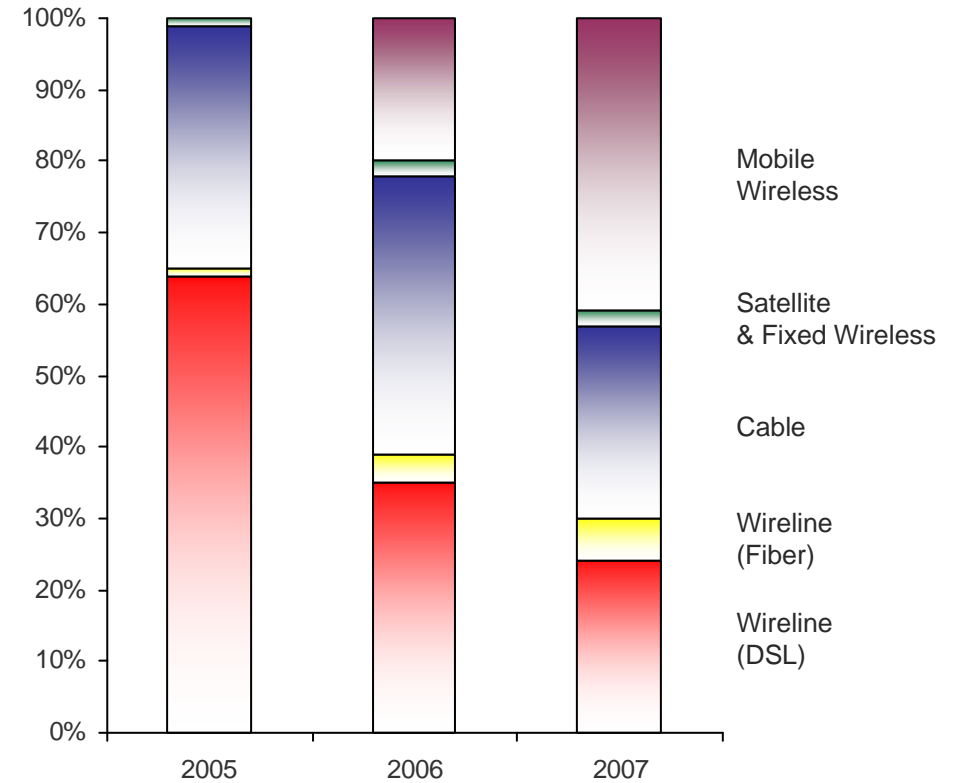 100%
90%
80%
70%
60%
50%
40%
30%
20%
10%
0%
2005
2006
2007
Mobile
Wireless
Satellite
& Fixed Wireless
Cable
Wireline
(Fiber)
Wireline
(DSL)